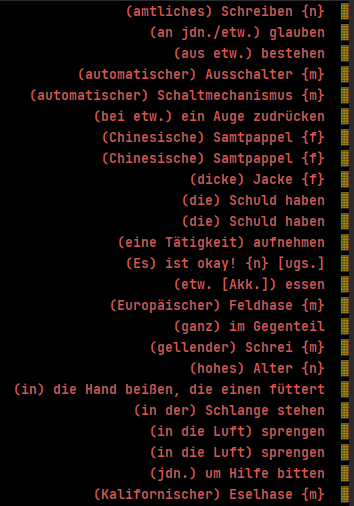 (amtliches) Schreiben {n}
(an jdn./etw.) glauben
(aus etw.) bestehen
(automatischer) Ausschalter {m}
(automatischer) Schaltmechanismus {m}
(bei etw.) ein Auge zudrücken
(Chinesische) Samtpappel {f}
(Chinesische) Samtpappel {f}
(dicke) Jacke {f}
(die) Schuld haben
(die) Schuld haben
(eine Tätigkeit) aufnehmen
(Es) ist okay! {n} [ugs.]
(etw. [Akk.]) essen
(Europäischer) Feldhase {m}
(ganz) im Gegenteil
(gellender) Schrei {m}
(hohes) Alter {n}
(in) die Hand beißen, die einen füttert
(in der) Schlange stehen
(in die Luft) sprengen
(in die Luft) sprengen
(jdn.) um Hilfe bitten
(Kalifornischer) Eselhase {m}